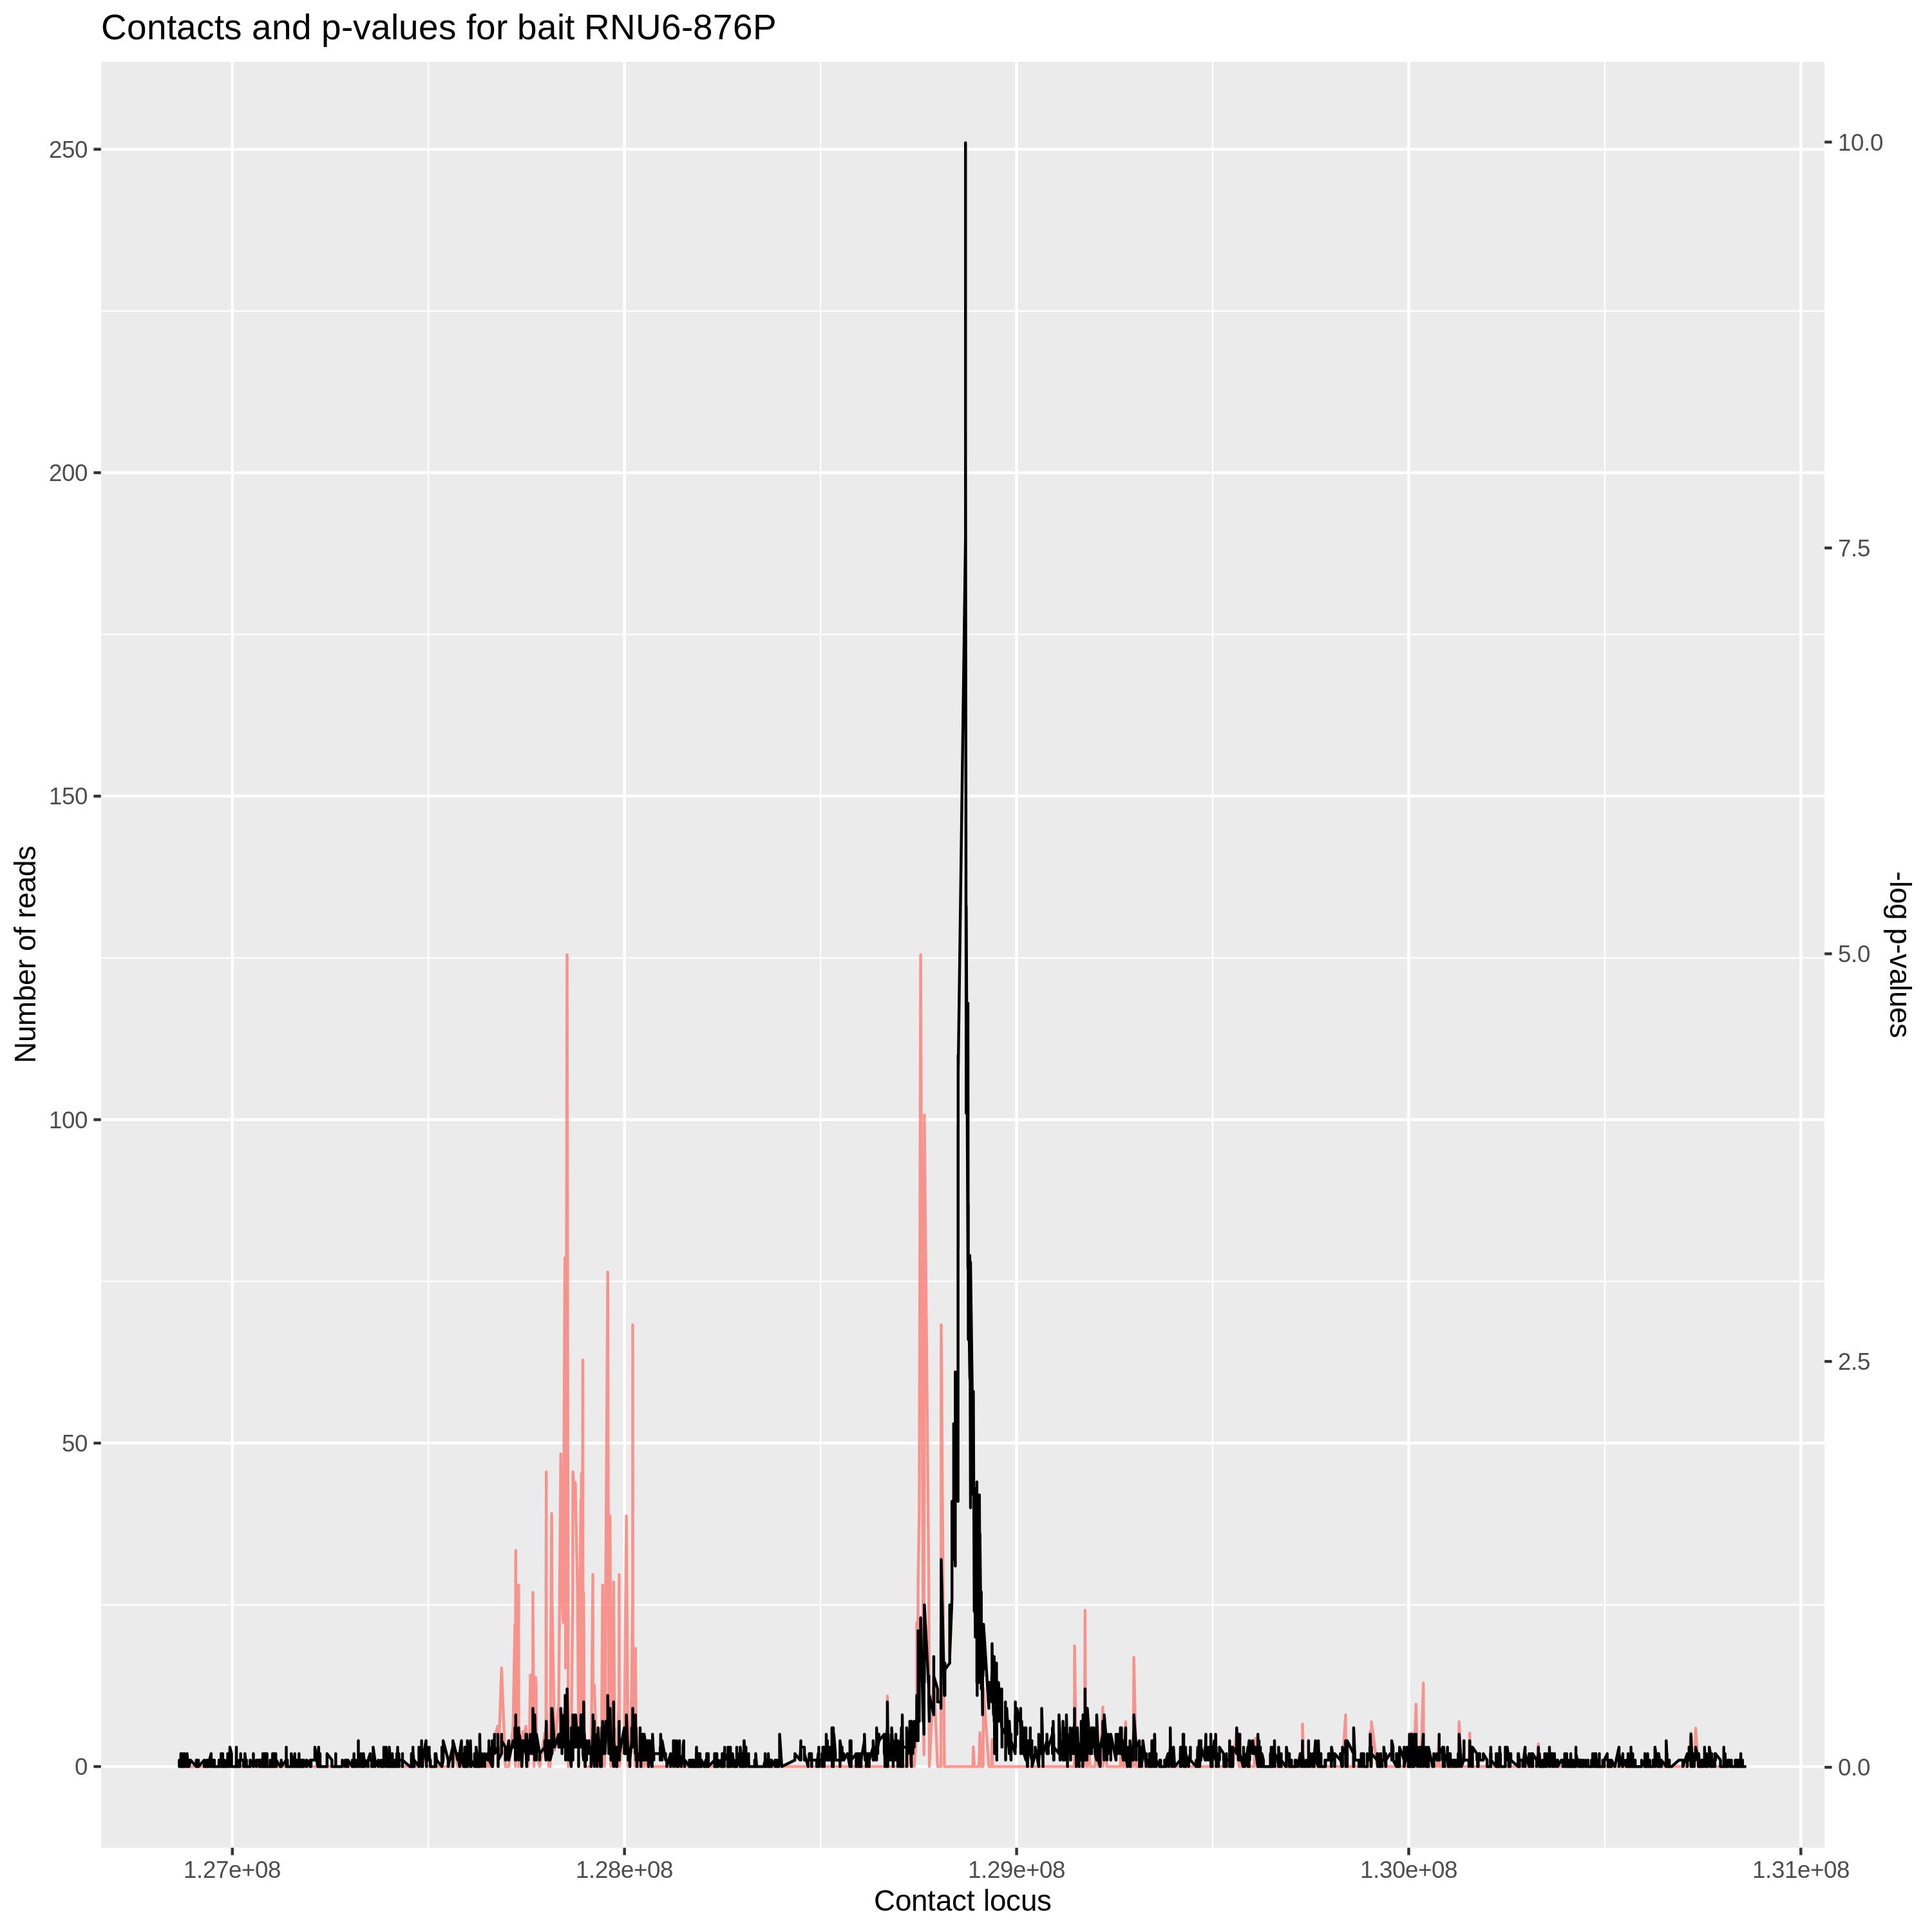 Contacts and p-values for bait RNU6-876P
250
200
150
100
50
0
Number of reads
10.0
7.5
5.0
2.5
0.0
-log p-values
1.27e+08
1.28e+08
1.29e+08
1.30e+08
1.31e+08
Contact locus